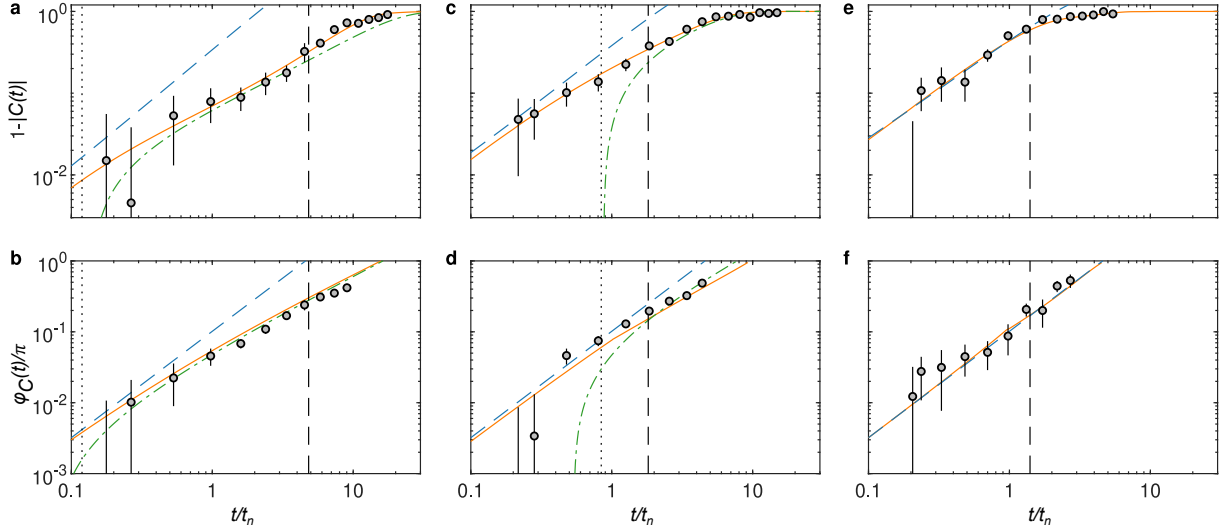 a
c
e
10⁰
10⁻²
1-|C(t)|
b
d
f
10⁰
10⁻¹
10⁻²
10⁻³
φC(t)/π
0.1 1 10
0.1 1 10
0.1 1 10
t/tn
t/tn
t/tn